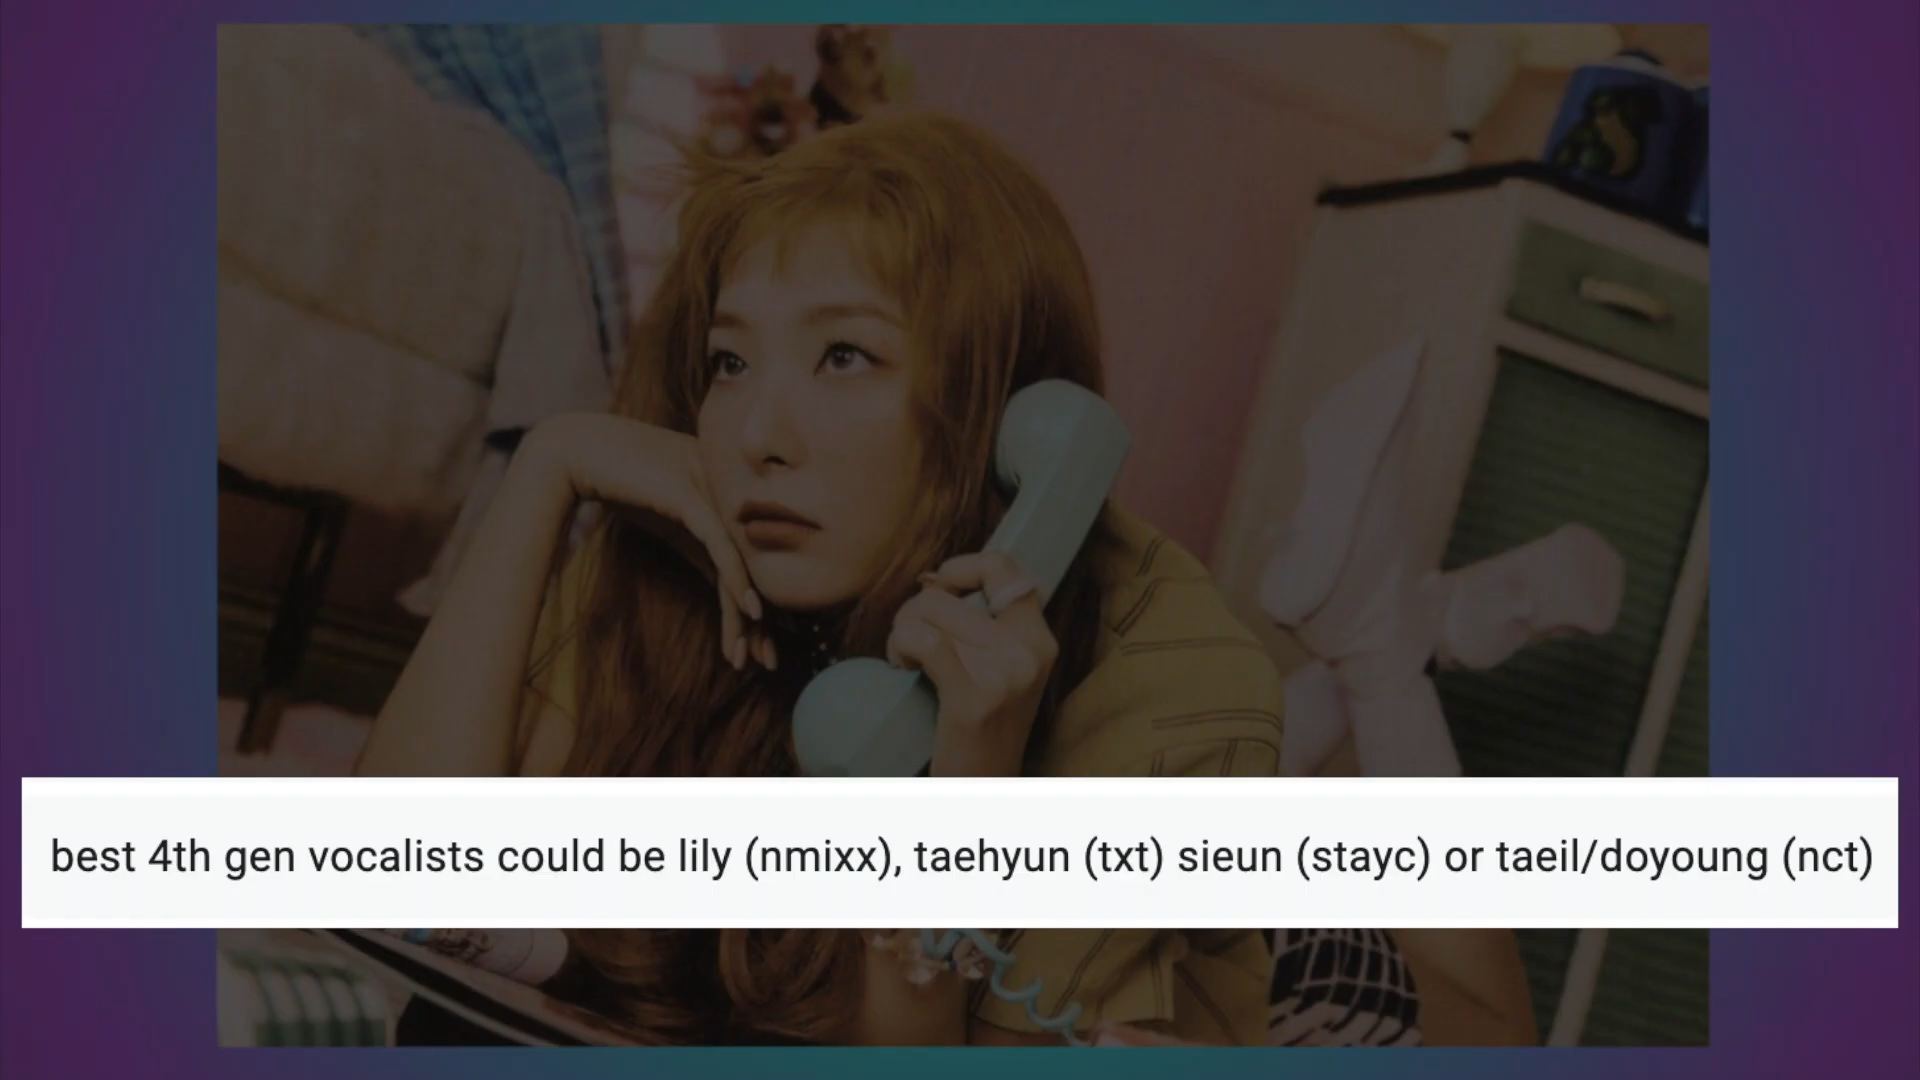 best 4th gen vocalists could be lily (nmixx), taehyun (txt) sieun (stayc) or taeil/doyoung (nct)